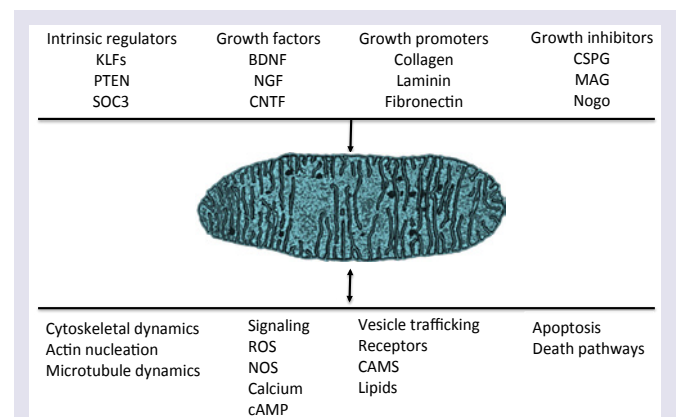 Intrinsic regulators
KLFs
PTEN
SOC3
Growth factors
BDNF
NGF
CNTF
Growth promoters
Collagen
Laminin
Fibronectin
Growth inhibitors
CSPG
MAG
Nogo
Cytoskeletal dynamics
Actin nucleation
Microtubule dynamics
Signaling
ROS
NOS
Calcium
cAMP
Vesicle trafficking
Receptors
CAMS
Lipids
Apoptosis
Death pathways